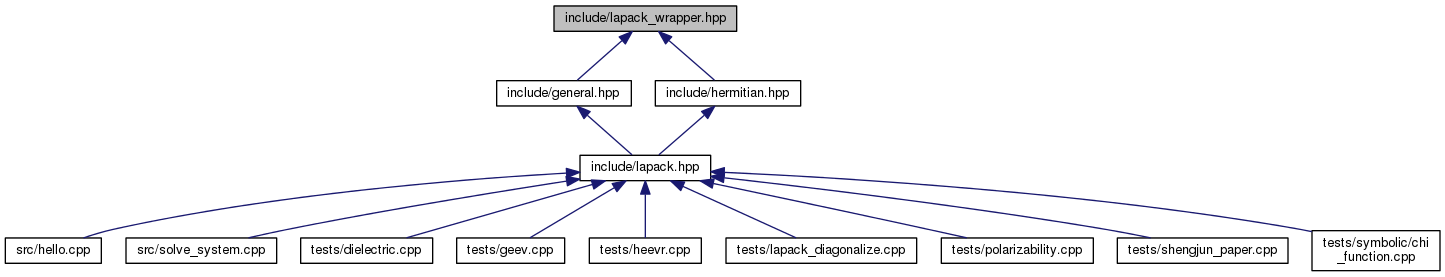 include/lapack_wrapper.hpp
include/general.hpp
include/hermitian.hpp
include/lapack.hpp
src/hello.cpp
src/solve_system.cpp
tests/dielectric.cpp
tests/geev.cpp
tests/heevr.cpp
tests/lapack_diagonalize.cpp
tests/polarizability.cpp
tests/shengjun_paper.cpp
tests/symbolic/chi
_function.cpp